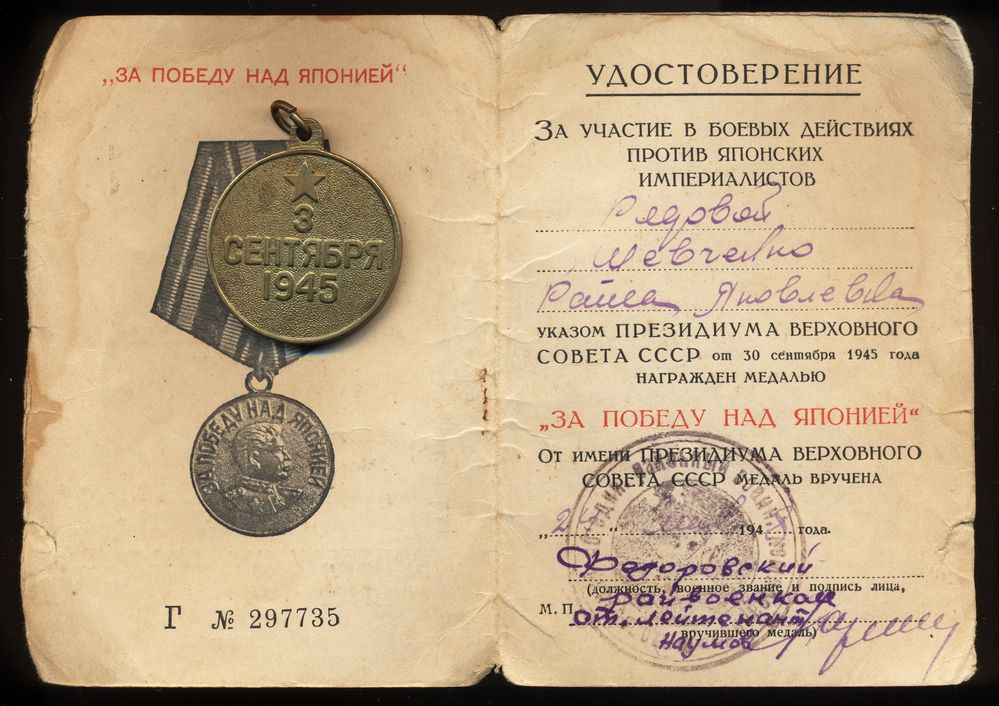 „ЗА ПОБЕДУ НАД ЯПОНИЕЙ“
3
СЕНТЯБРЯ
1945
ЗА ПОБЕДУ НАД ЯПОНИЕЙ
Г № 297735
УДОСТОВЕРЕНИЕ
ЗА УЧАСТИЕ В БОЕВЫХ ДЕЙСТВИЯХ
ПРОТИВ ЯПОНСКИХ
ИМПЕРИАЛИСТОВ
Рядовой
Шевченко
Раиса Яковлевна
УКАЗОМ ПРЕЗИДИУМА ВЕРХОВНОГО
СОВЕТА СССР от 30 сентября 1945 года
НАГРАЖДЕН МЕДАЛЬЮ
„ЗА ПОБЕДУ НАД ЯПОНИЕЙ“
ОТ ИМЕНИ ПРЕЗИДИУМА ВЕРХОВНОГО
СОВЕТА СССР МЕДАЛЬ ВРУЧЕНА
„ “ 194 года.
Федоровский
(должность, военное звание и подпись лица,
райвоенком
М. П.
ст. лейтенант
вручившего медаль)
Наумов